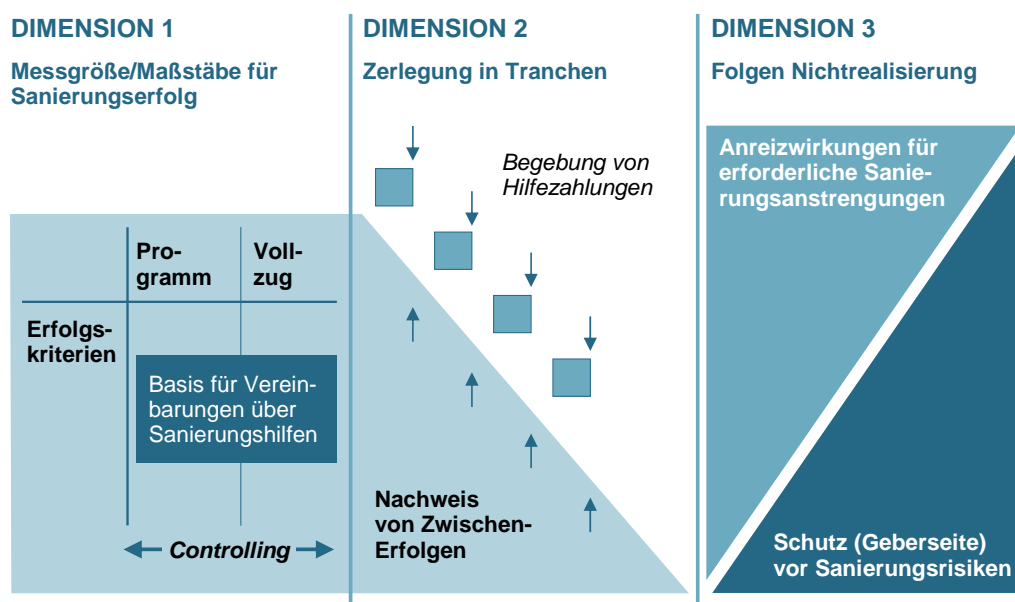 DIMENSION 1
Messgröße/Maßstäbe für
Sanierungserfolg
Pro-
gramm
Voll-
zug
Erfolgs-
kriterien
Basis für Verein-
barungen über
Sanierungshilfen
Controlling
DIMENSION 2
Zerlegung in Tranchen
Begebung von
Hilfezahlungen
Nachweis
von Zwischen-
Erfolgen
DIMENSION 3
Folgen Nichtrealisierung
Anreizwirkungen für
erforderliche Sanie-
rungsanstrengungen
Schutz (Geberseite)
vor Sanierungsrisiken